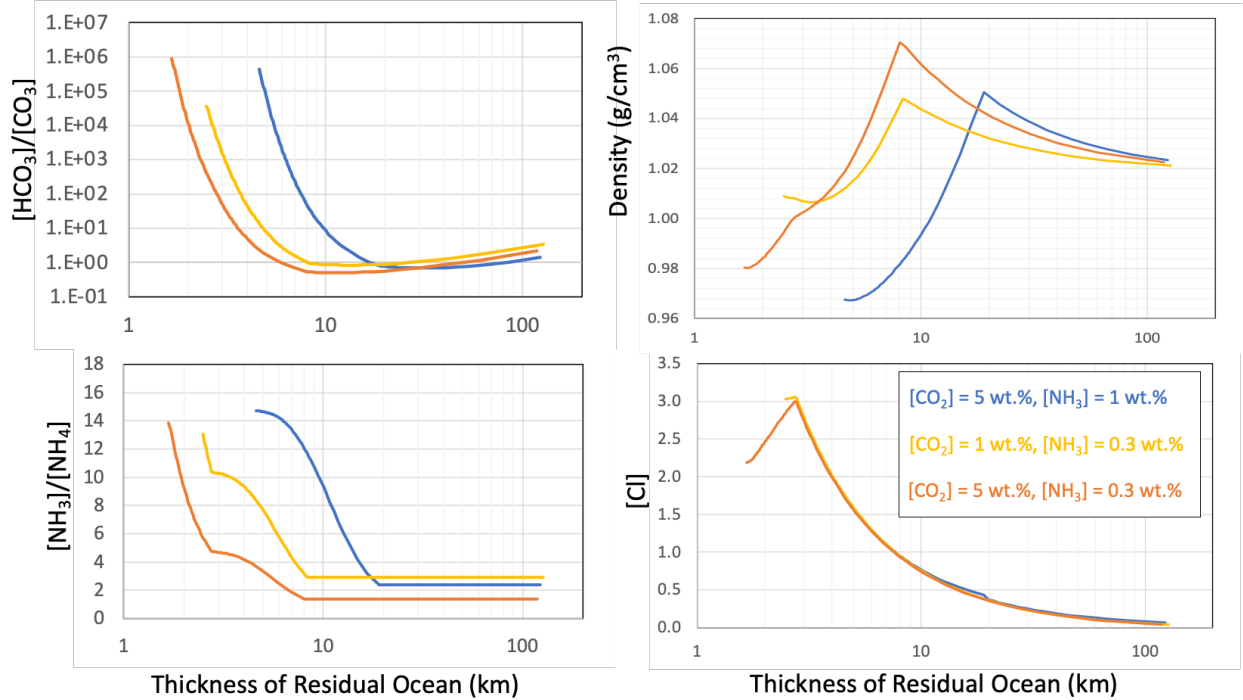 1.E+07
1.E+06
1.E+05
1.E+04
1.E+03
1.E+02
1.E+01
1.E+00
1.E-01
[HCO₃]/[CO₃]
1 10 100
1.08
1.06
1.04
1.02
1.00
0.98
0.96
Density (g/cm³)
1 10 100
18
16
14
12
10
8
6
4
2
0
[NH₃]/[NH₄]
1 10 100
Thickness of Residual Ocean (km)
3.5
3.0
2.5
2.0
1.5
1.0
0.5
0.0
[Cl]
[CO₂] = 5 wt.%, [NH₃] = 1 wt.%
[CO₂] = 1 wt.%, [NH₃] = 0.3 wt.%
[CO₂] = 5 wt.%, [NH₃] = 0.3 wt.%
1 10 100
Thickness of Residual Ocean (km)